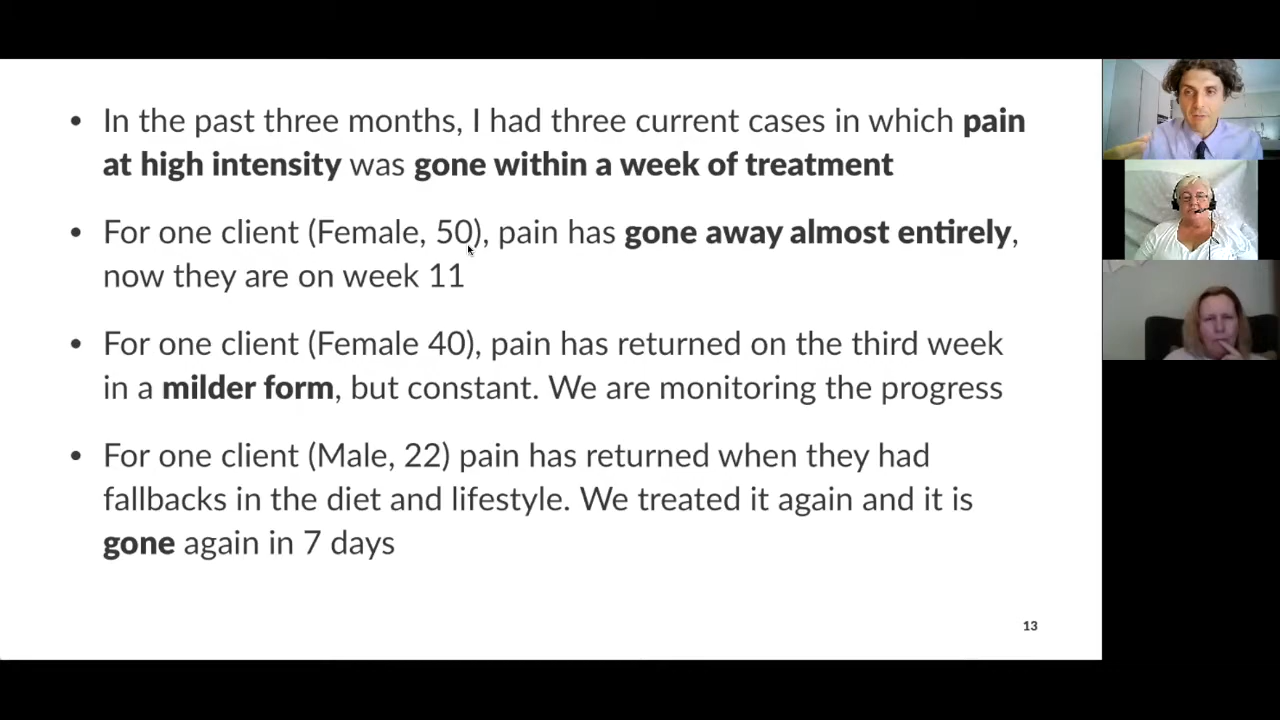 • In the past three months, I had three current cases in which pain
at high intensity was gone within a week of treatment
• For one client (Female, 50), pain has gone away almost entirely,
now they are on week 11
• For one client (Female 40), pain has returned on the third week
in a milder form, but constant. We are monitoring the progress
• For one client (Male, 22) pain has returned when they had
fallbacks in the diet and lifestyle. We treated it again and it is
gone again in 7 days
13